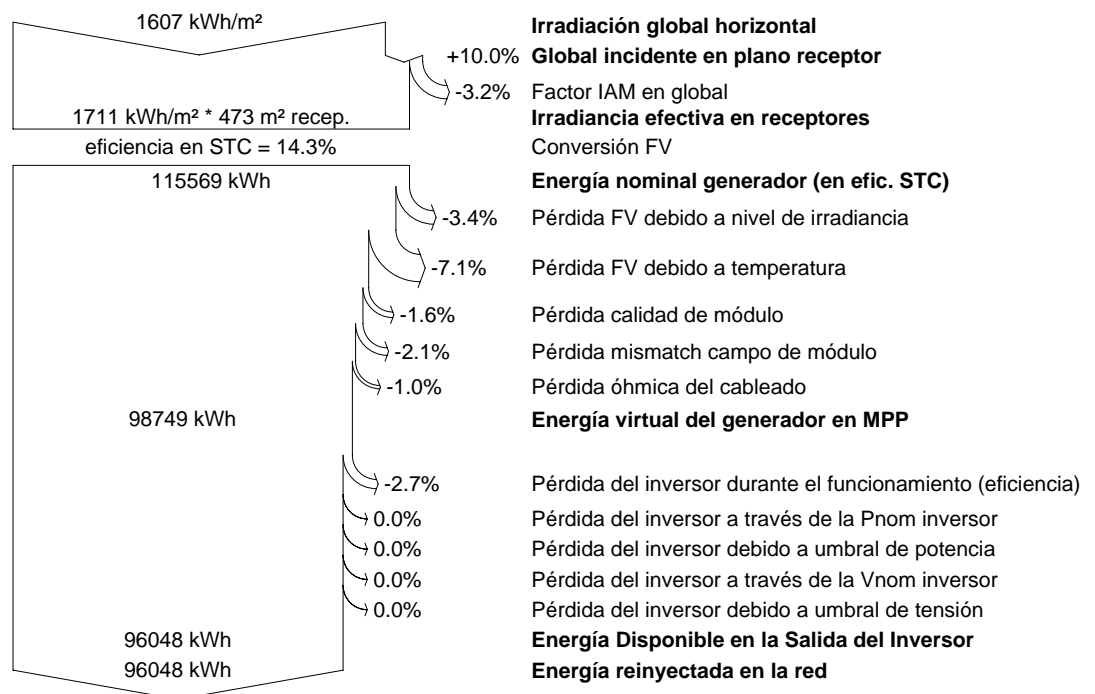 1607 kWh/m² Irradiación global horizontal
+10.0% Global incidente en plano receptor
-3.2% Factor IAM en global
1711 kWh/m² * 473 m² recep. Irradiancia efectiva en receptores
eficiencia en STC = 14.3% Conversión FV
115569 kWh Energía nominal generador (en efic. STC)
-3.4% Pérdida FV debido a nivel de irradiancia
-7.1% Pérdida FV debido a temperatura
-1.6% Pérdida calidad de módulo
-2.1% Pérdida mismatch campo de módulo
-1.0% Pérdida óhmica del cableado
98749 kWh Energía virtual del generador en MPP
-2.7% Pérdida del inversor durante el funcionamiento (eficiencia)
0.0% Pérdida del inversor a través de la Pnom inversor
0.0% Pérdida del inversor debido a umbral de potencia
0.0% Pérdida del inversor a través de la Vnom inversor
0.0% Pérdida del inversor debido a umbral de tensión
96048 kWh Energía Disponible en la Salida del Inversor
96048 kWh Energía reinyectada en la red